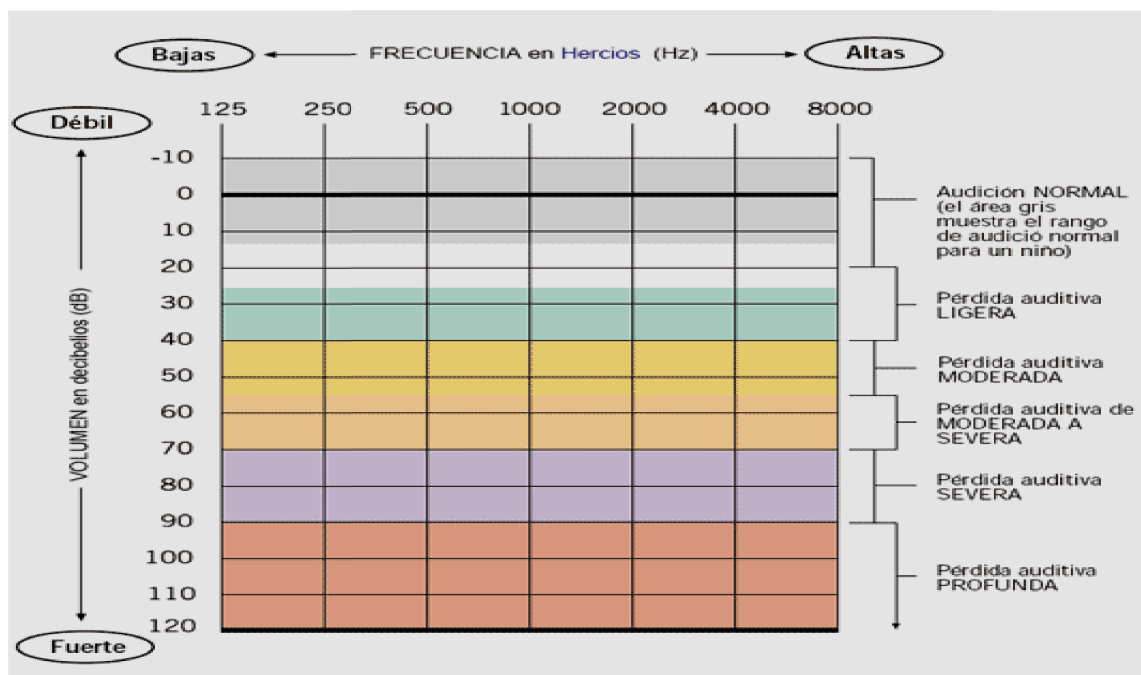 Bajas FRECUENCIA en Hercios (Hz) Altas
125 250 500 1000 2000 4000 8000
Débil
-10
0
10
20
30
40
50
60
70
80
90
100
110
120
Fuerte
VOLUMEN en decibelios (dB)
Audición NORMAL
(el área gris
muestra el rango
de audició normal
para un niño)
Pérdida auditiva
LIGERA
Pérdida auditiva
MODERADA
Pérdida auditiva de
MODERADA A
SEVERA
Pérdida auditiva
SEVERA
Pérdida auditiva
PROFUNDA